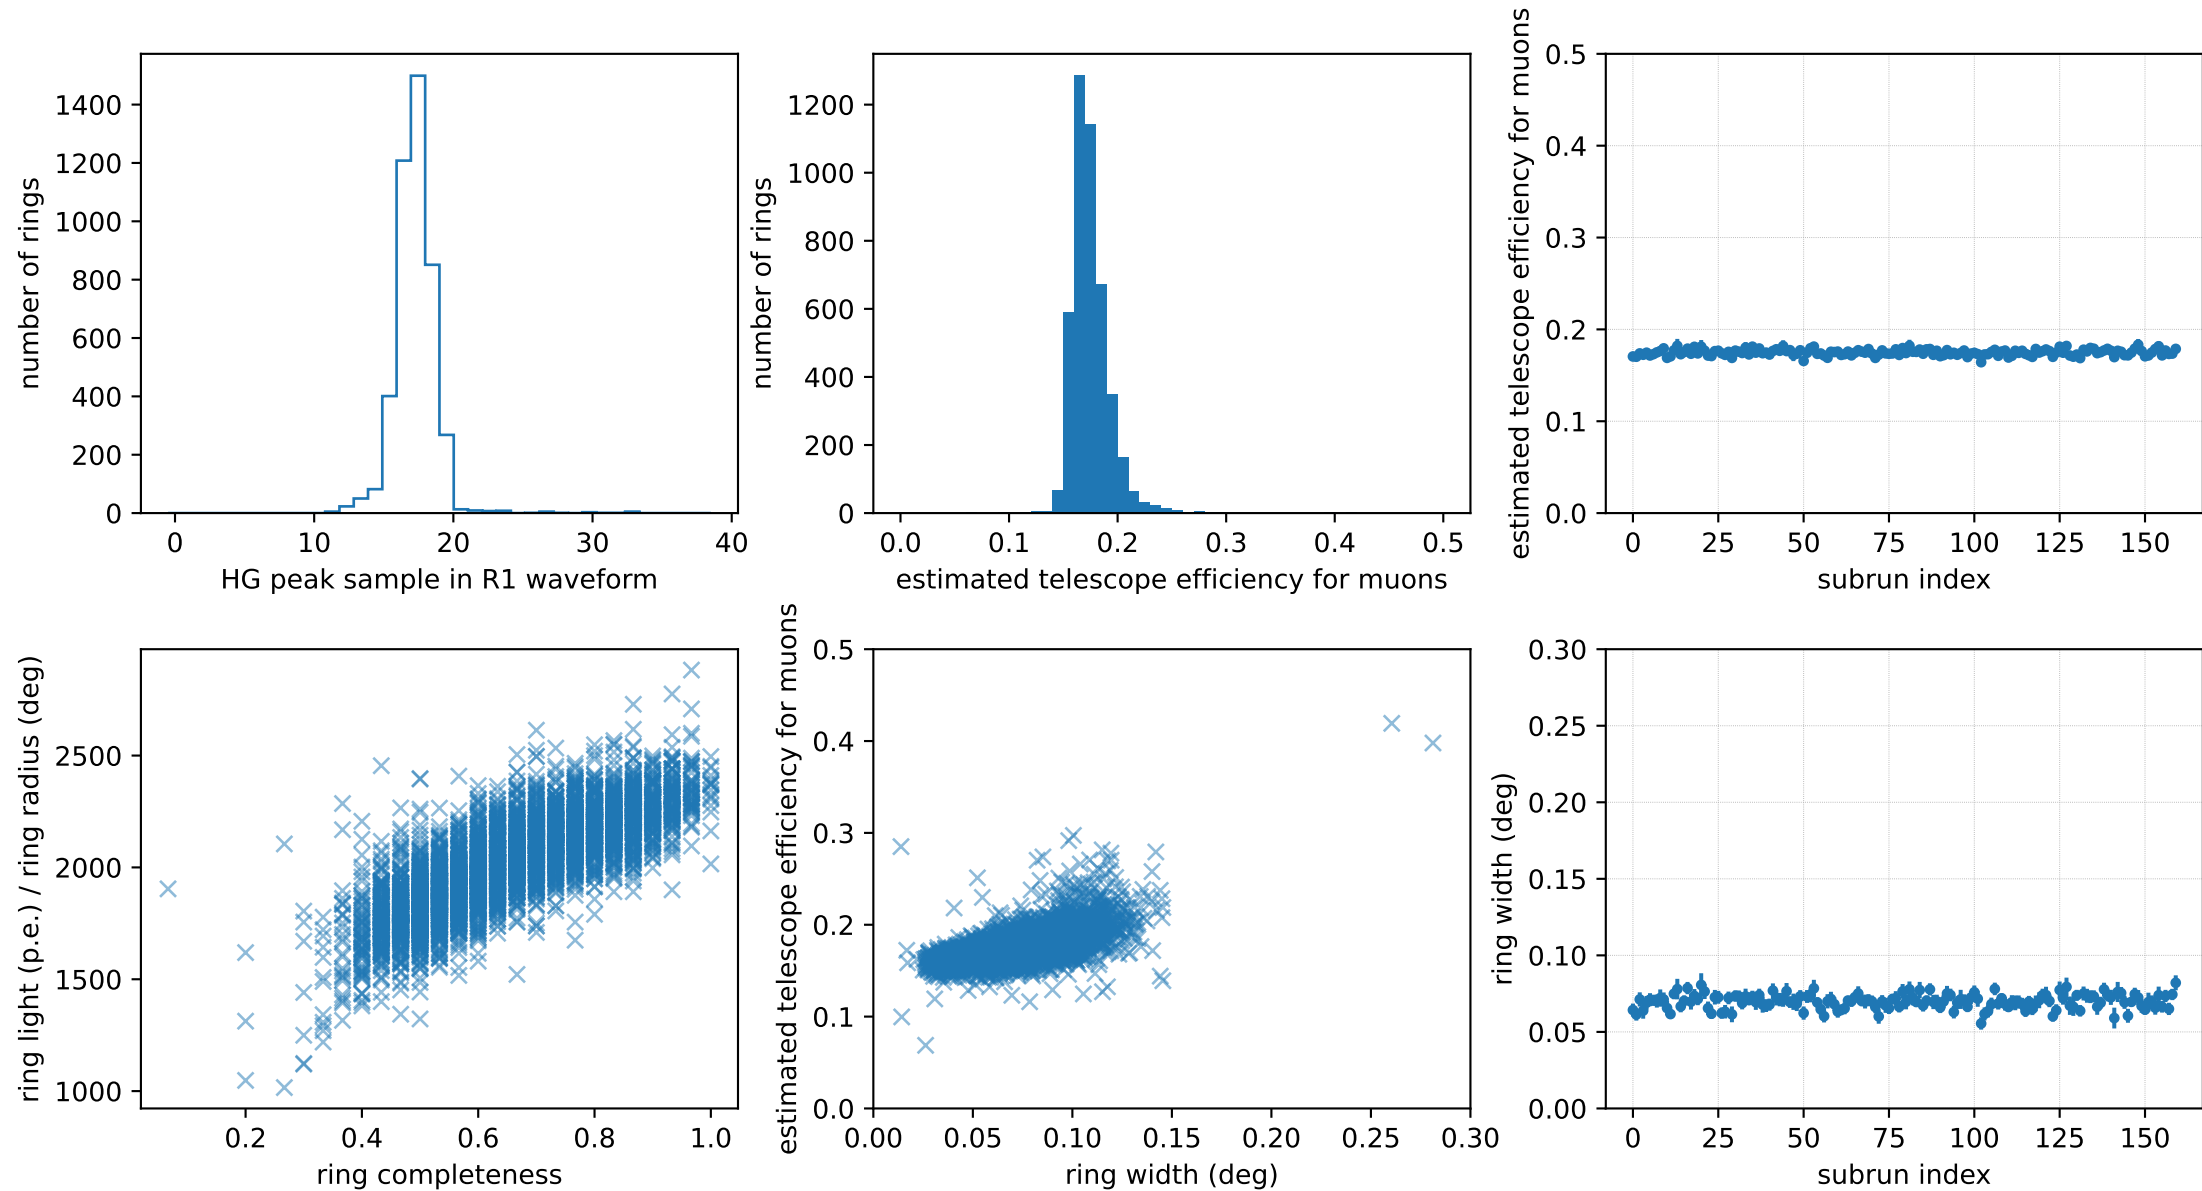 number of rings
1400
1200
1000
800
600
400
200
0
0 10 20 30 40
HG peak sample in R1 waveform
number of rings
1200
1000
800
600
400
200
0
0.0 0.1 0.2 0.3 0.4 0.5
estimated telescope efficiency for muons
estimated telescope efficiency for muons
0.5
0.4
0.3
0.2
0.1
0.0
0 25 50 75 100 125 150
subrun index
ring light (p.e.) / ring radius (deg)
2500
2000
1500
1000
0.2 0.4 0.6 0.8 1.0
ring completeness
estimated telescope efficiency for muons
0.5
0.4
0.3
0.2
0.1
0.0
0.00 0.05 0.10 0.15 0.20 0.25 0.30
ring width (deg)
ring width (deg)
0.30
0.25
0.20
0.15
0.10
0.05
0.00
0 25 50 75 100 125 150
subrun index